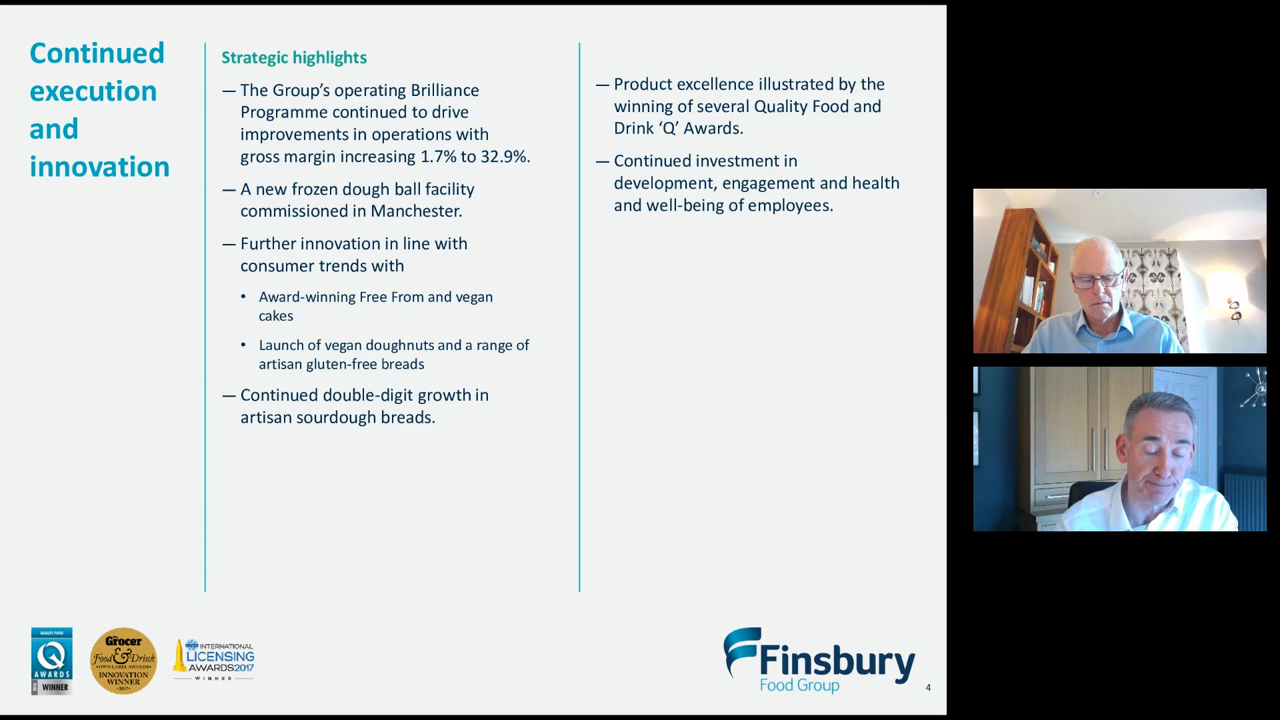 Continued
execution
and
innovation
Strategic highlights
— The Group’s operating Brilliance
Programme continued to drive
improvements in operations with
gross margin increasing 1.7% to 32.9%.
— A new frozen dough ball facility
commissioned in Manchester.
— Further innovation in line with
consumer trends with
• Award-winning Free From and vegan
cakes
• Launch of vegan doughnuts and a range of
artisan gluten-free breads
— Continued double-digit growth in
artisan sourdough breads.
— Product excellence illustrated by the
winning of several Quality Food and
Drink ‘Q’ Awards.
— Continued investment in
development, engagement and health
and well-being of employees.
QUALITY FOOD
Q
AWARDS
WINNER
The Grocer
Food & Drink
OWN LABEL AWARDS
INNOVATION
WINNER
2017
INTERNATIONAL
LICENSING
AWARDS2017
WINNER
Finsbury
Food Group
4